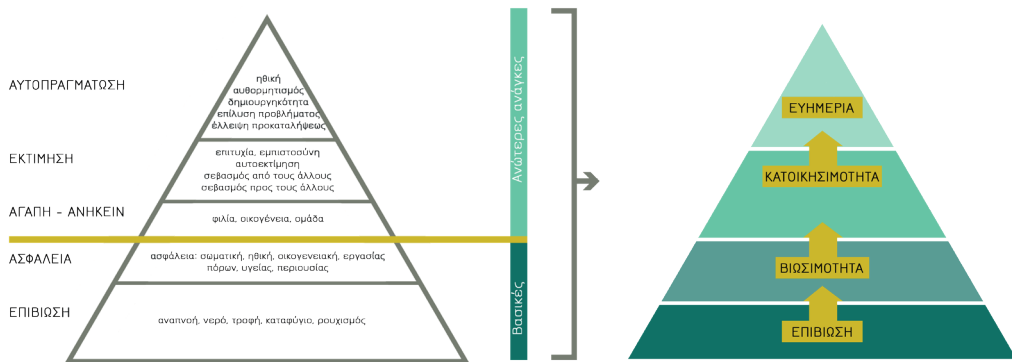 ΑΥΤΟΠΡΑΓΜΑΤΩΣΗ
ηθική
αυθορμητισμός
δημιουργηκότητα
επίλυση προβλήματος
έλλειψη προκαταλήψεως
ΕΚΤΙΜΗΣΗ
επιτυχία, εμπιστοσύνη
αυτοεκτίμηση
σεβασμός από τους άλλους
σεβασμός προς τους άλλους
ΑΓΑΠΗ - ΑΝΗΚΕΙΝ
φιλία, οικογένεια, ομάδα
ΑΣΦΑΛΕΙΑ
ασφάλεια: σωματική, ηθική, οικογενειακή, εργασίας
πόρων, υγείας, περιουσίας
ΕΠΙΒΙΩΣΗ
αναπνοή, νερό, τροφή, καταφύγιο, ρουχισμός
Ανώτερες ανάγκες
Βασικές
ΕΥΗΜΕΡΙΑ
ΚΑΤΟΙΚΗΣΙΜΟΤΗΤΑ
ΒΙΩΣΙΜΟΤΗΤΑ
ΕΠΙΒΙΩΣΗ